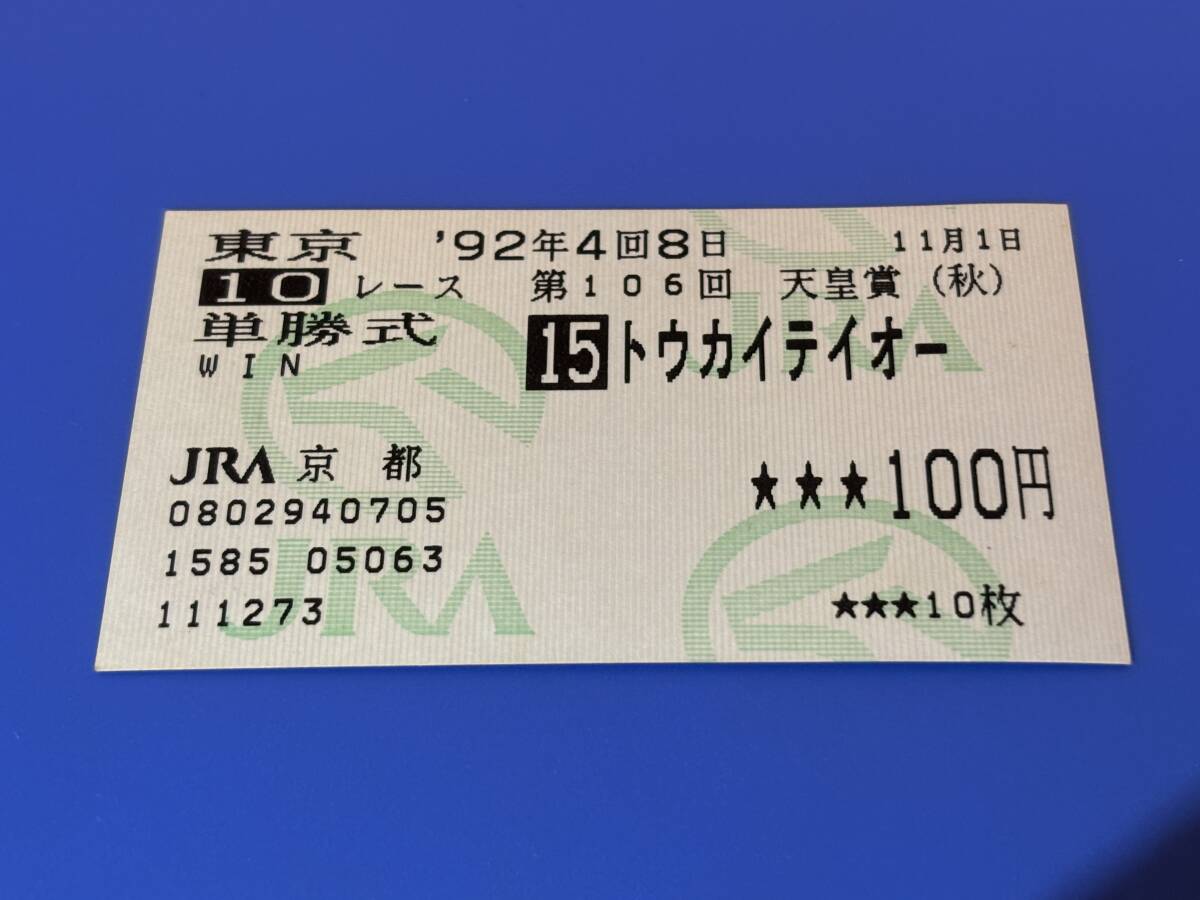 東京 '92年4回8日 11月1日
10 レース 第106回 天皇賞（秋）
単勝式 15 トウカイテイオー
WIN
JRA 京都 ★★★100円
0802940705
1585 05063
111273 ★★★10枚
JRA
JRA